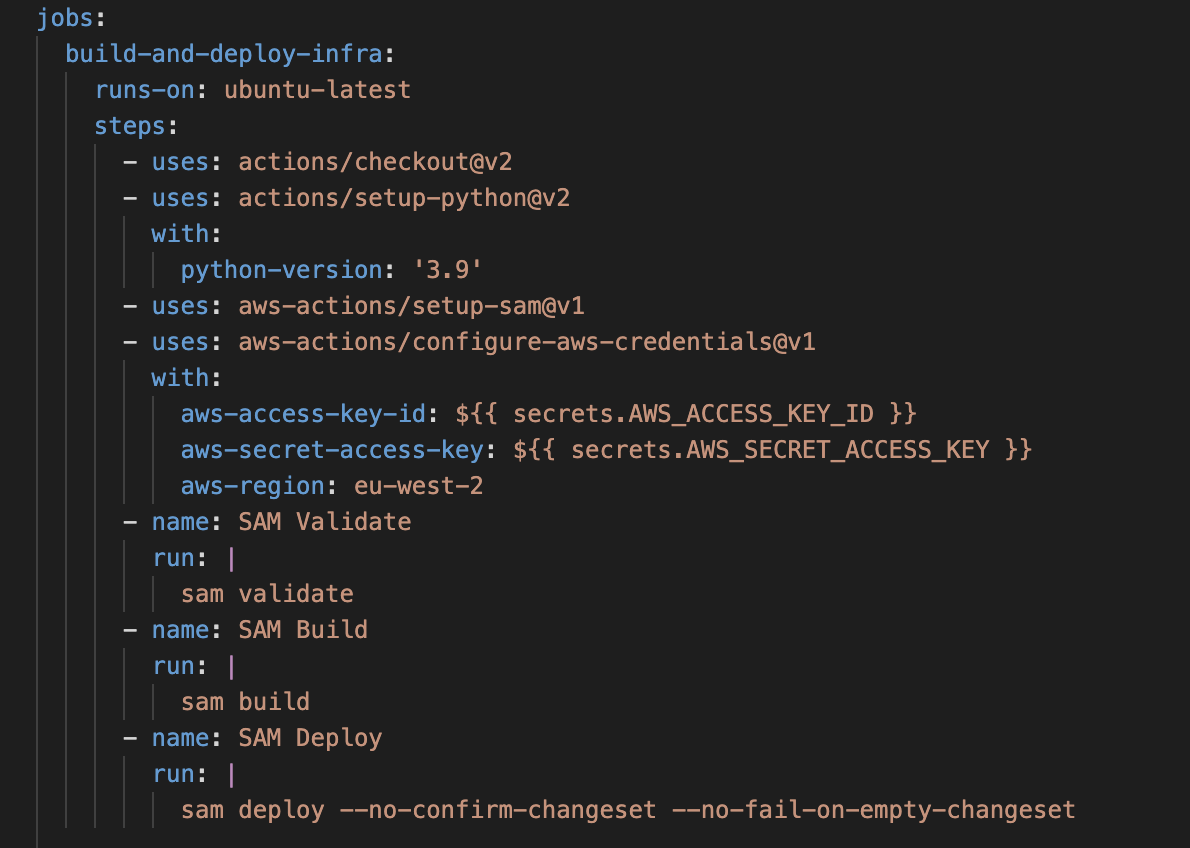 jobs:
  build-and-deploy-infra:
    runs-on: ubuntu-latest
    steps:
      - uses: actions/checkout@v2
      - uses: actions/setup-python@v2
        with:
          python-version: '3.9'
      - uses: aws-actions/setup-sam@v1
      - uses: aws-actions/configure-aws-credentials@v1
        with:
          aws-access-key-id: ${{ secrets.AWS_ACCESS_KEY_ID }}
          aws-secret-access-key: ${{ secrets.AWS_SECRET_ACCESS_KEY }}
          aws-region: eu-west-2
      - name: SAM Validate
        run: |
          sam validate
      - name: SAM Build
        run: |
          sam build
      - name: SAM Deploy
        run: |
          sam deploy --no-confirm-changeset --no-fail-on-empty-changeset